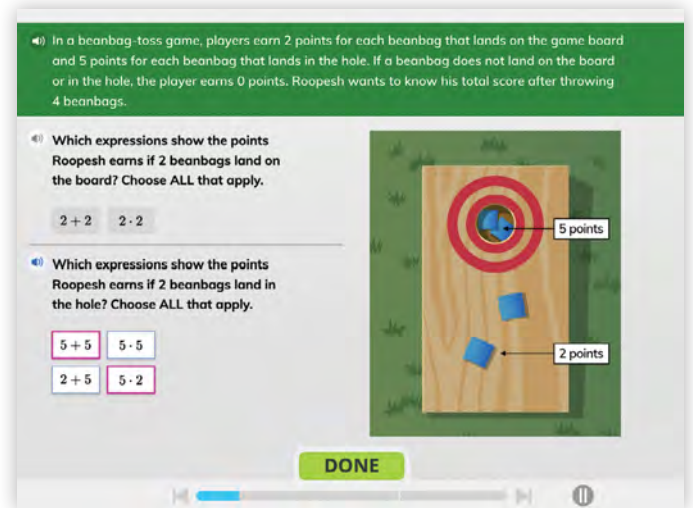 In a beanbag-toss game, players earn 2 points for each beanbag that lands on the game board
and 5 points for each beanbag that lands in the hole. If a beanbag does not land on the board
or in the hole, the player earns 0 points. Roopesh wants to know his total score after throwing
4 beanbags.
Which expressions show the points
Roopesh earns if 2 beanbags land on
the board? Choose ALL that apply.
2 + 2 2 · 2
Which expressions show the points
Roopesh earns if 2 beanbags land in
the hole? Choose ALL that apply.
5 + 5 5 · 5
2 + 5 5 · 2
5 points
2 points
DONE